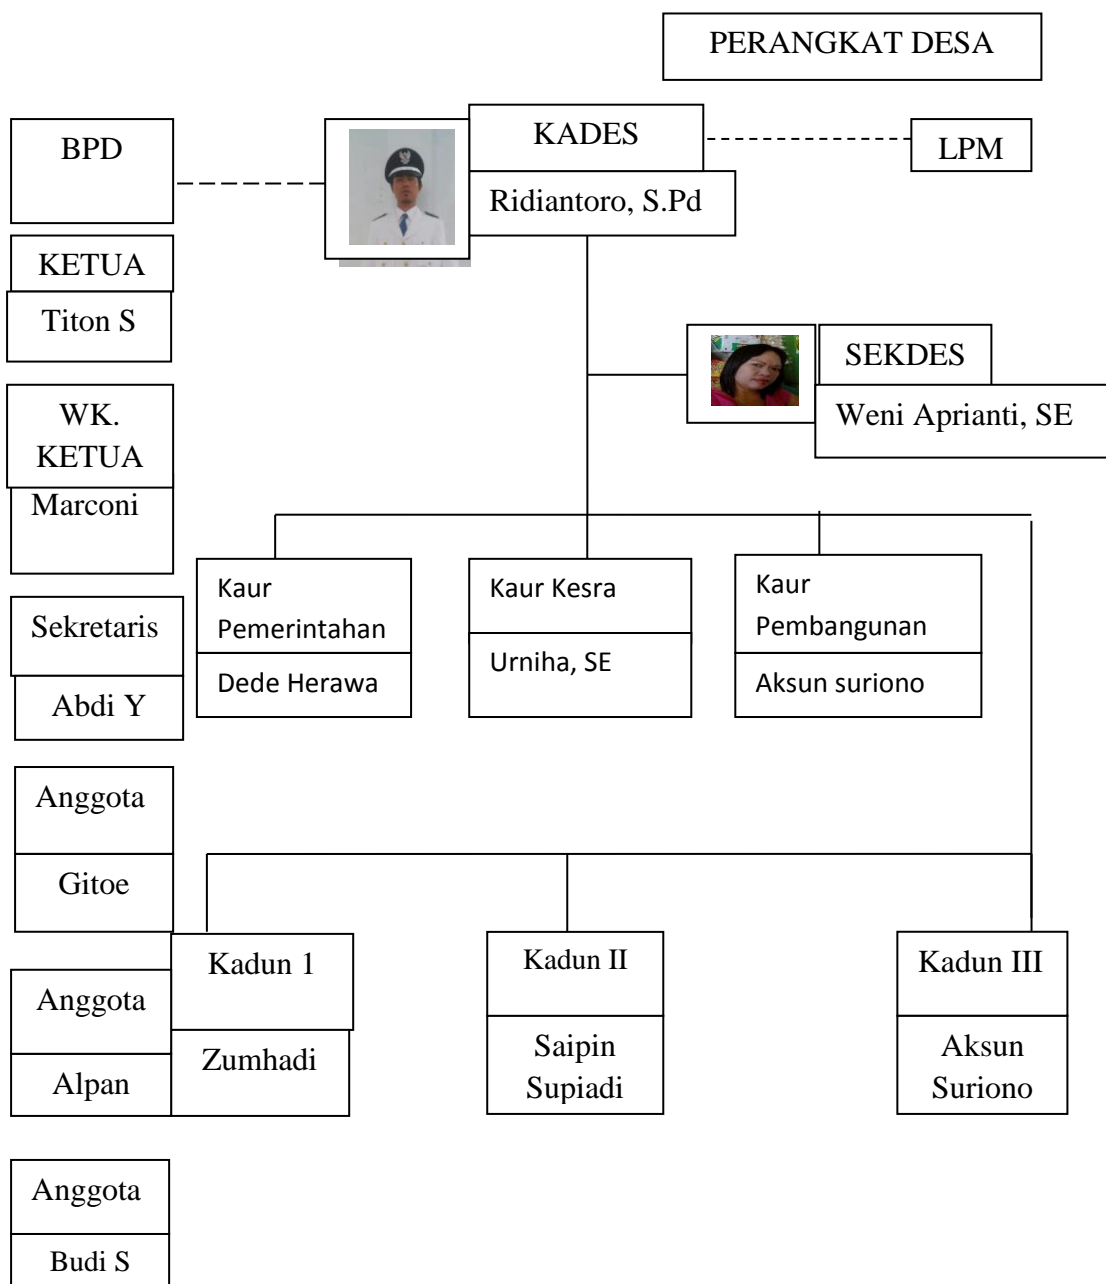 PERANGKAT DESA
BPD
KADES
LPM
Ridiantoro, S.Pd
KETUA
Titon S
SEKDES
Weni Aprianti, SE
WK.
KETUA
Marconi
Kaur
Pemerintahan
Dede Herawa
Kaur Kesra
Urniha, SE
Kaur
Pembangunan
Aksun suriono
Sekretaris
Abdi Y
Anggota
Gitoe
Kadun 1
Zumhadi
Kadun II
Saipin
Supiadi
Kadun III
Aksun
Suriono
Anggota
Alpan
Anggota
Budi S